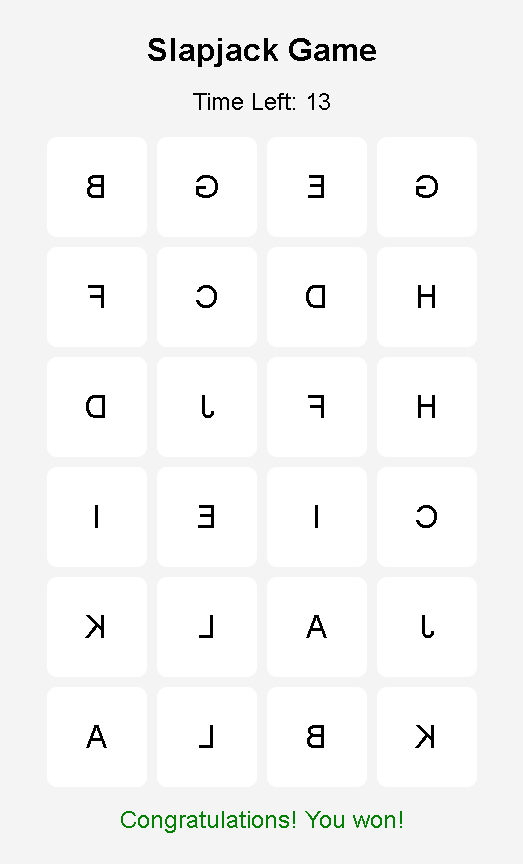 Slapjack Game
Time Left: 13
B G E G
F C D H
D J F H
I E I C
K L A J
A L B K
Congratulations! You won!